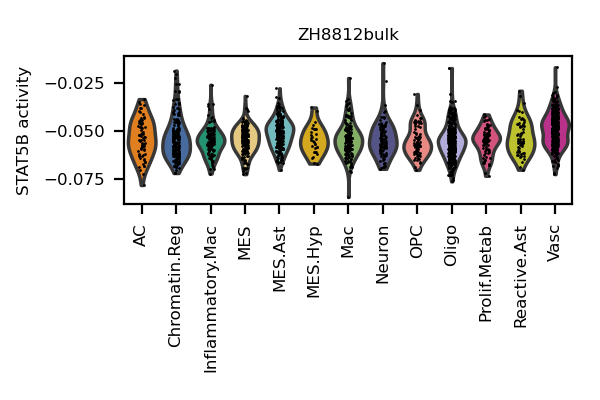 ZH8812bulk
STAT5B activity
−0.025
−0.050
−0.075
AC
Chromatin.Reg
Inflammatory.Mac
MES
MES.Ast
MES.Hyp
Mac
Neuron
OPC
Oligo
Prolif.Metab
Reactive.Ast
Vasc